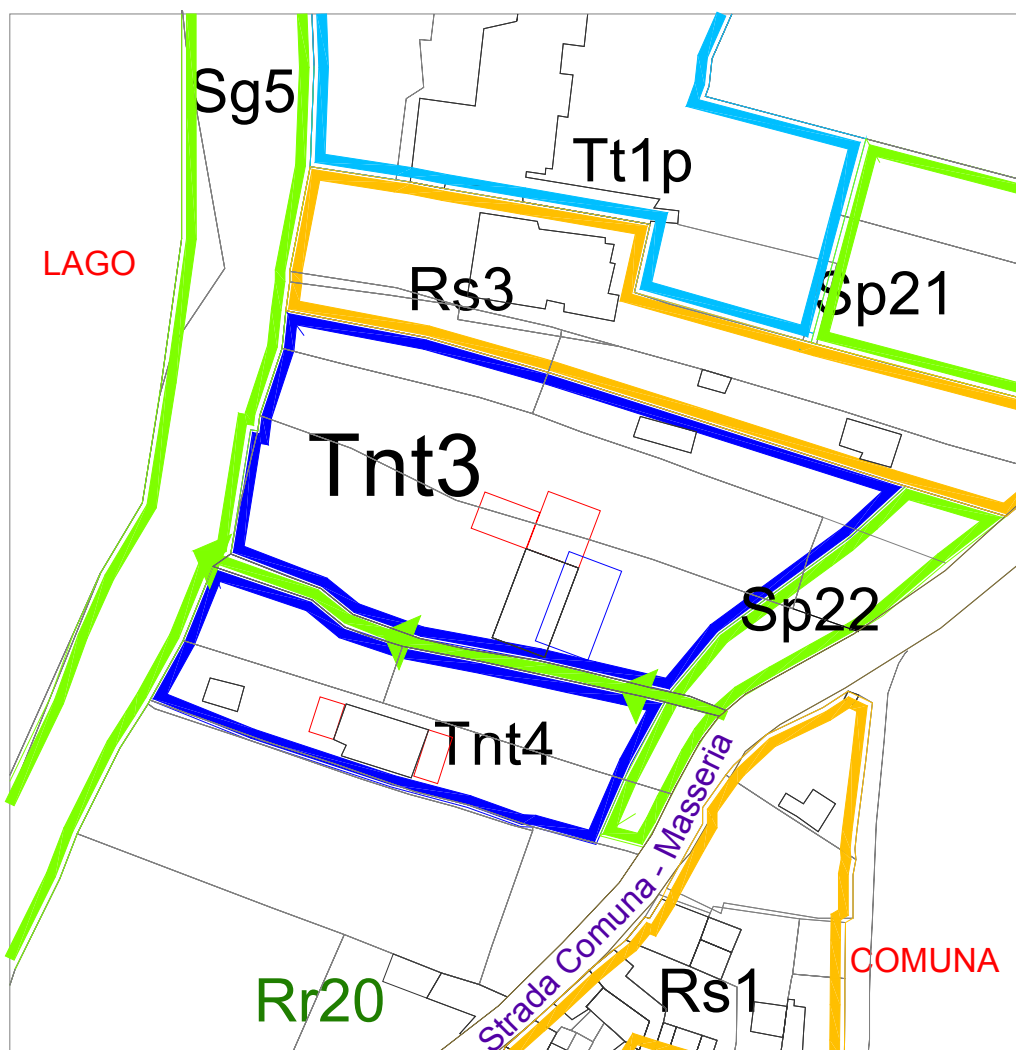 Sg5
Tt1p
LAGO
Rs3
Sp21
Tnt3
Sp22
Tnt4
Strada Comuna - Masseria
COMUNA
Rs1
Rr20